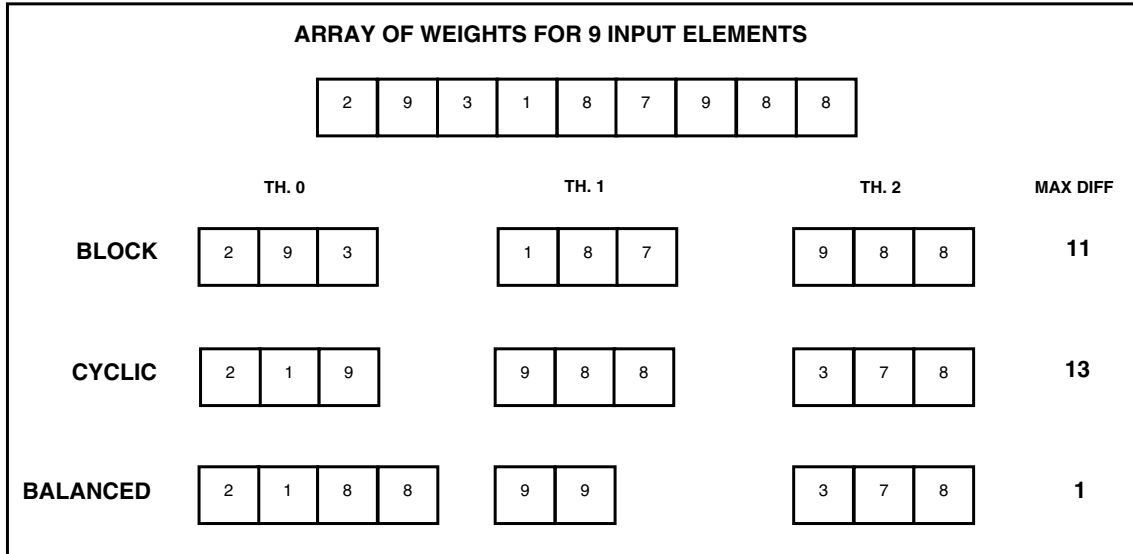 ARRAY OF WEIGHTS FOR 9 INPUT ELEMENTS
2 9 3 1 8 7 9 8 8
TH. 0 TH. 1 TH. 2 MAX DIFF
BLOCK 2 9 3 1 8 7 9 8 8 11
CYCLIC 2 1 9 9 8 8 3 7 8 13
BALANCED 2 1 8 8 9 9 3 7 8 1